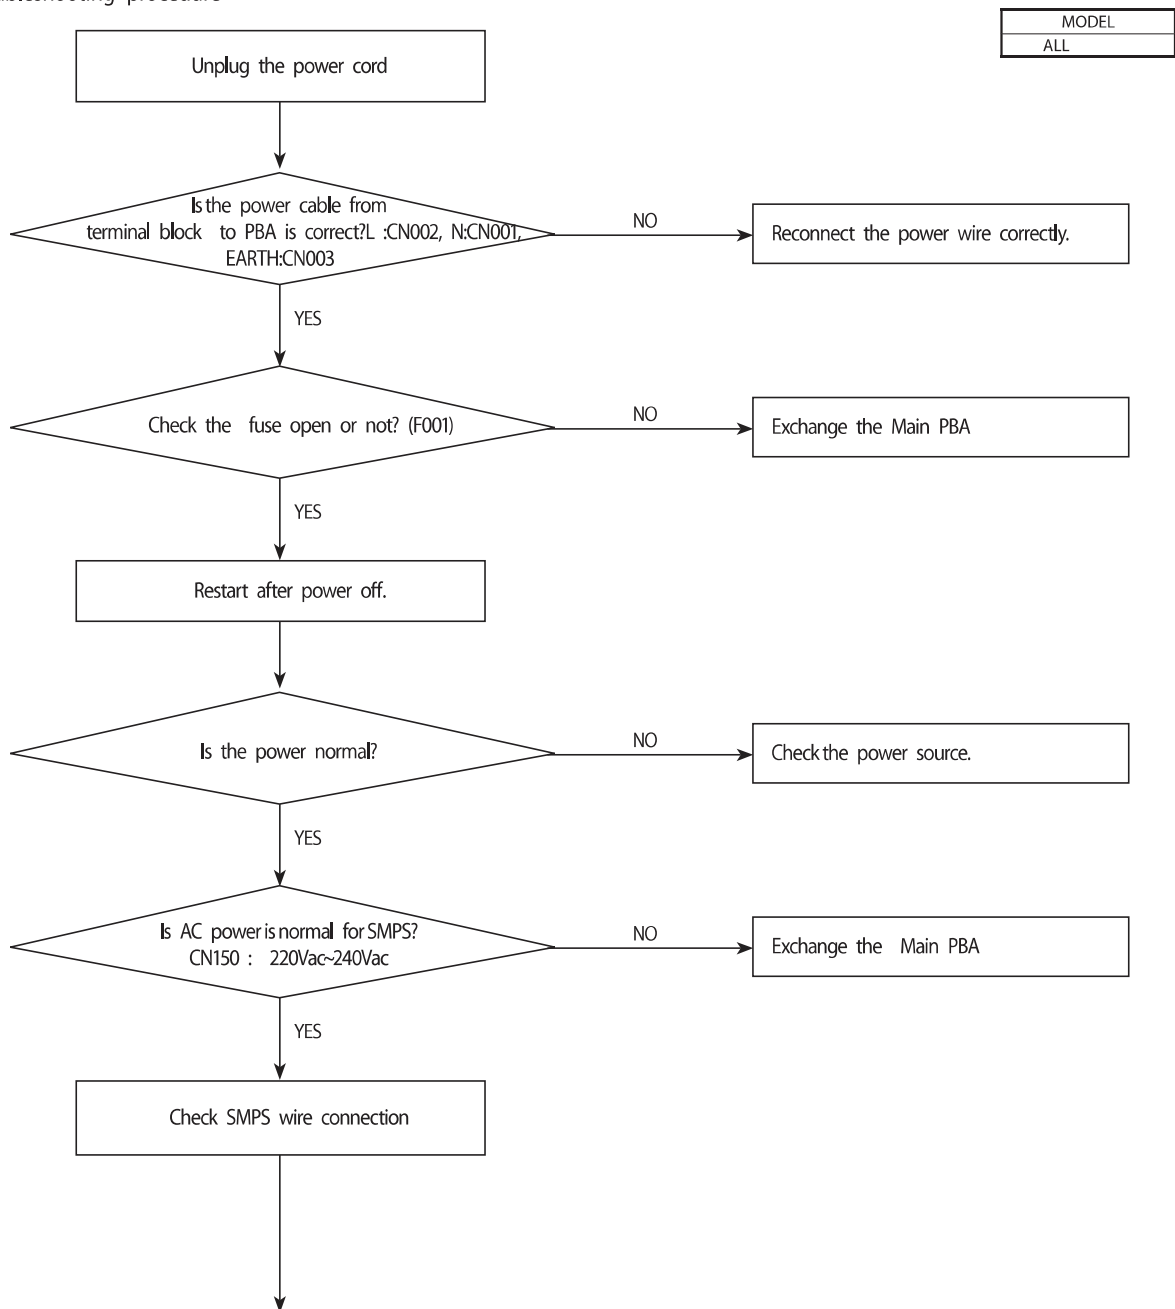 procedure
MODEL
ALL
Unplug the power cord
Is the power cable from
terminal block to PBA is correct?L :CN002, N:CN001,
EARTH:CN003
NO
Reconnect the power wire correctly.
YES
Check the fuse open or not? (F001)
NO
Exchange the Main PBA
YES
Restart after power off.
Is the power normal?
NO
Check the power source.
YES
Is AC power is normal for SMPS?
CN150 : 220Vac~240Vac
NO
Exchange the Main PBA
YES
Check SMPS wire connection